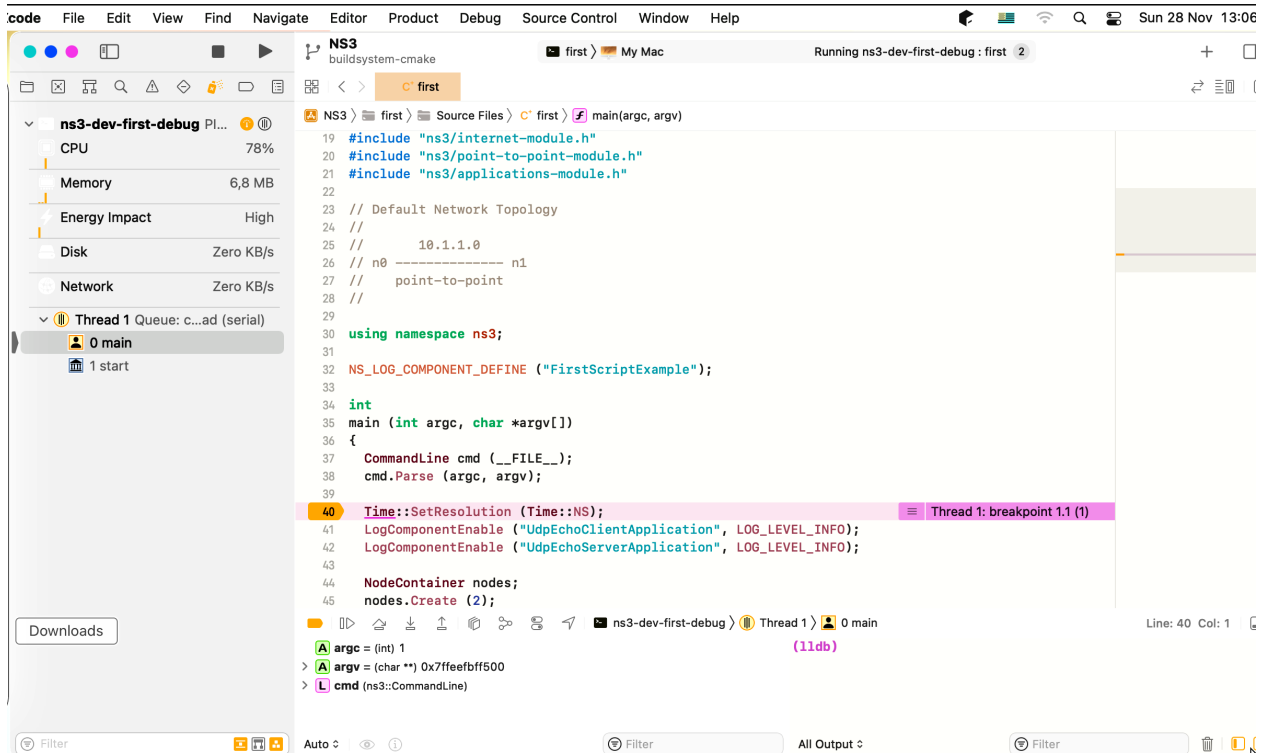 code File Edit View Find Navigate Editor Product Debug Source Control Window Help Sun 28 Nov 13:06
NS3
buildsystem-cmake
first 〉 My Mac
Running ns3-dev-first-debug : first 2
C+ first
NS3 〉 first 〉 Source Files 〉 C+ first 〉 f main(argc, argv)
ns3-dev-first-debug PI...
CPU 78%
Memory 6,8 MB
Energy Impact High
Disk Zero KB/s
Network Zero KB/s
Thread 1 Queue: c...ad (serial)
0 main
1 start
Downloads
Filter
19 #include "ns3/internet-module.h"
20 #include "ns3/point-to-point-module.h"
21 #include "ns3/applications-module.h"
22
23 // Default Network Topology
24 //
25 //       10.1.1.0
26 // n0 -------------- n1
27 //    point-to-point
28 //
29
30 using namespace ns3;
31
32 NS_LOG_COMPONENT_DEFINE ("FirstScriptExample");
33
34 int
35 main (int argc, char *argv[])
36 {
37   CommandLine cmd (__FILE__);
38   cmd.Parse (argc, argv);
39
40   Time::SetResolution (Time::NS); Thread 1: breakpoint 1.1 (1)
41   LogComponentEnable ("UdpEchoClientApplication", LOG_LEVEL_INFO);
42   LogComponentEnable ("UdpEchoServerApplication", LOG_LEVEL_INFO);
43
44   NodeContainer nodes;
45   nodes.Create (2);
ns3-dev-first-debug 〉 Thread 1 〉 0 main Line: 40 Col: 1
A argc = (int) 1
A argv = (char **) 0x7ffeefbff500
L cmd (ns3::CommandLine)
(lldb)
Auto Filter All Output Filter